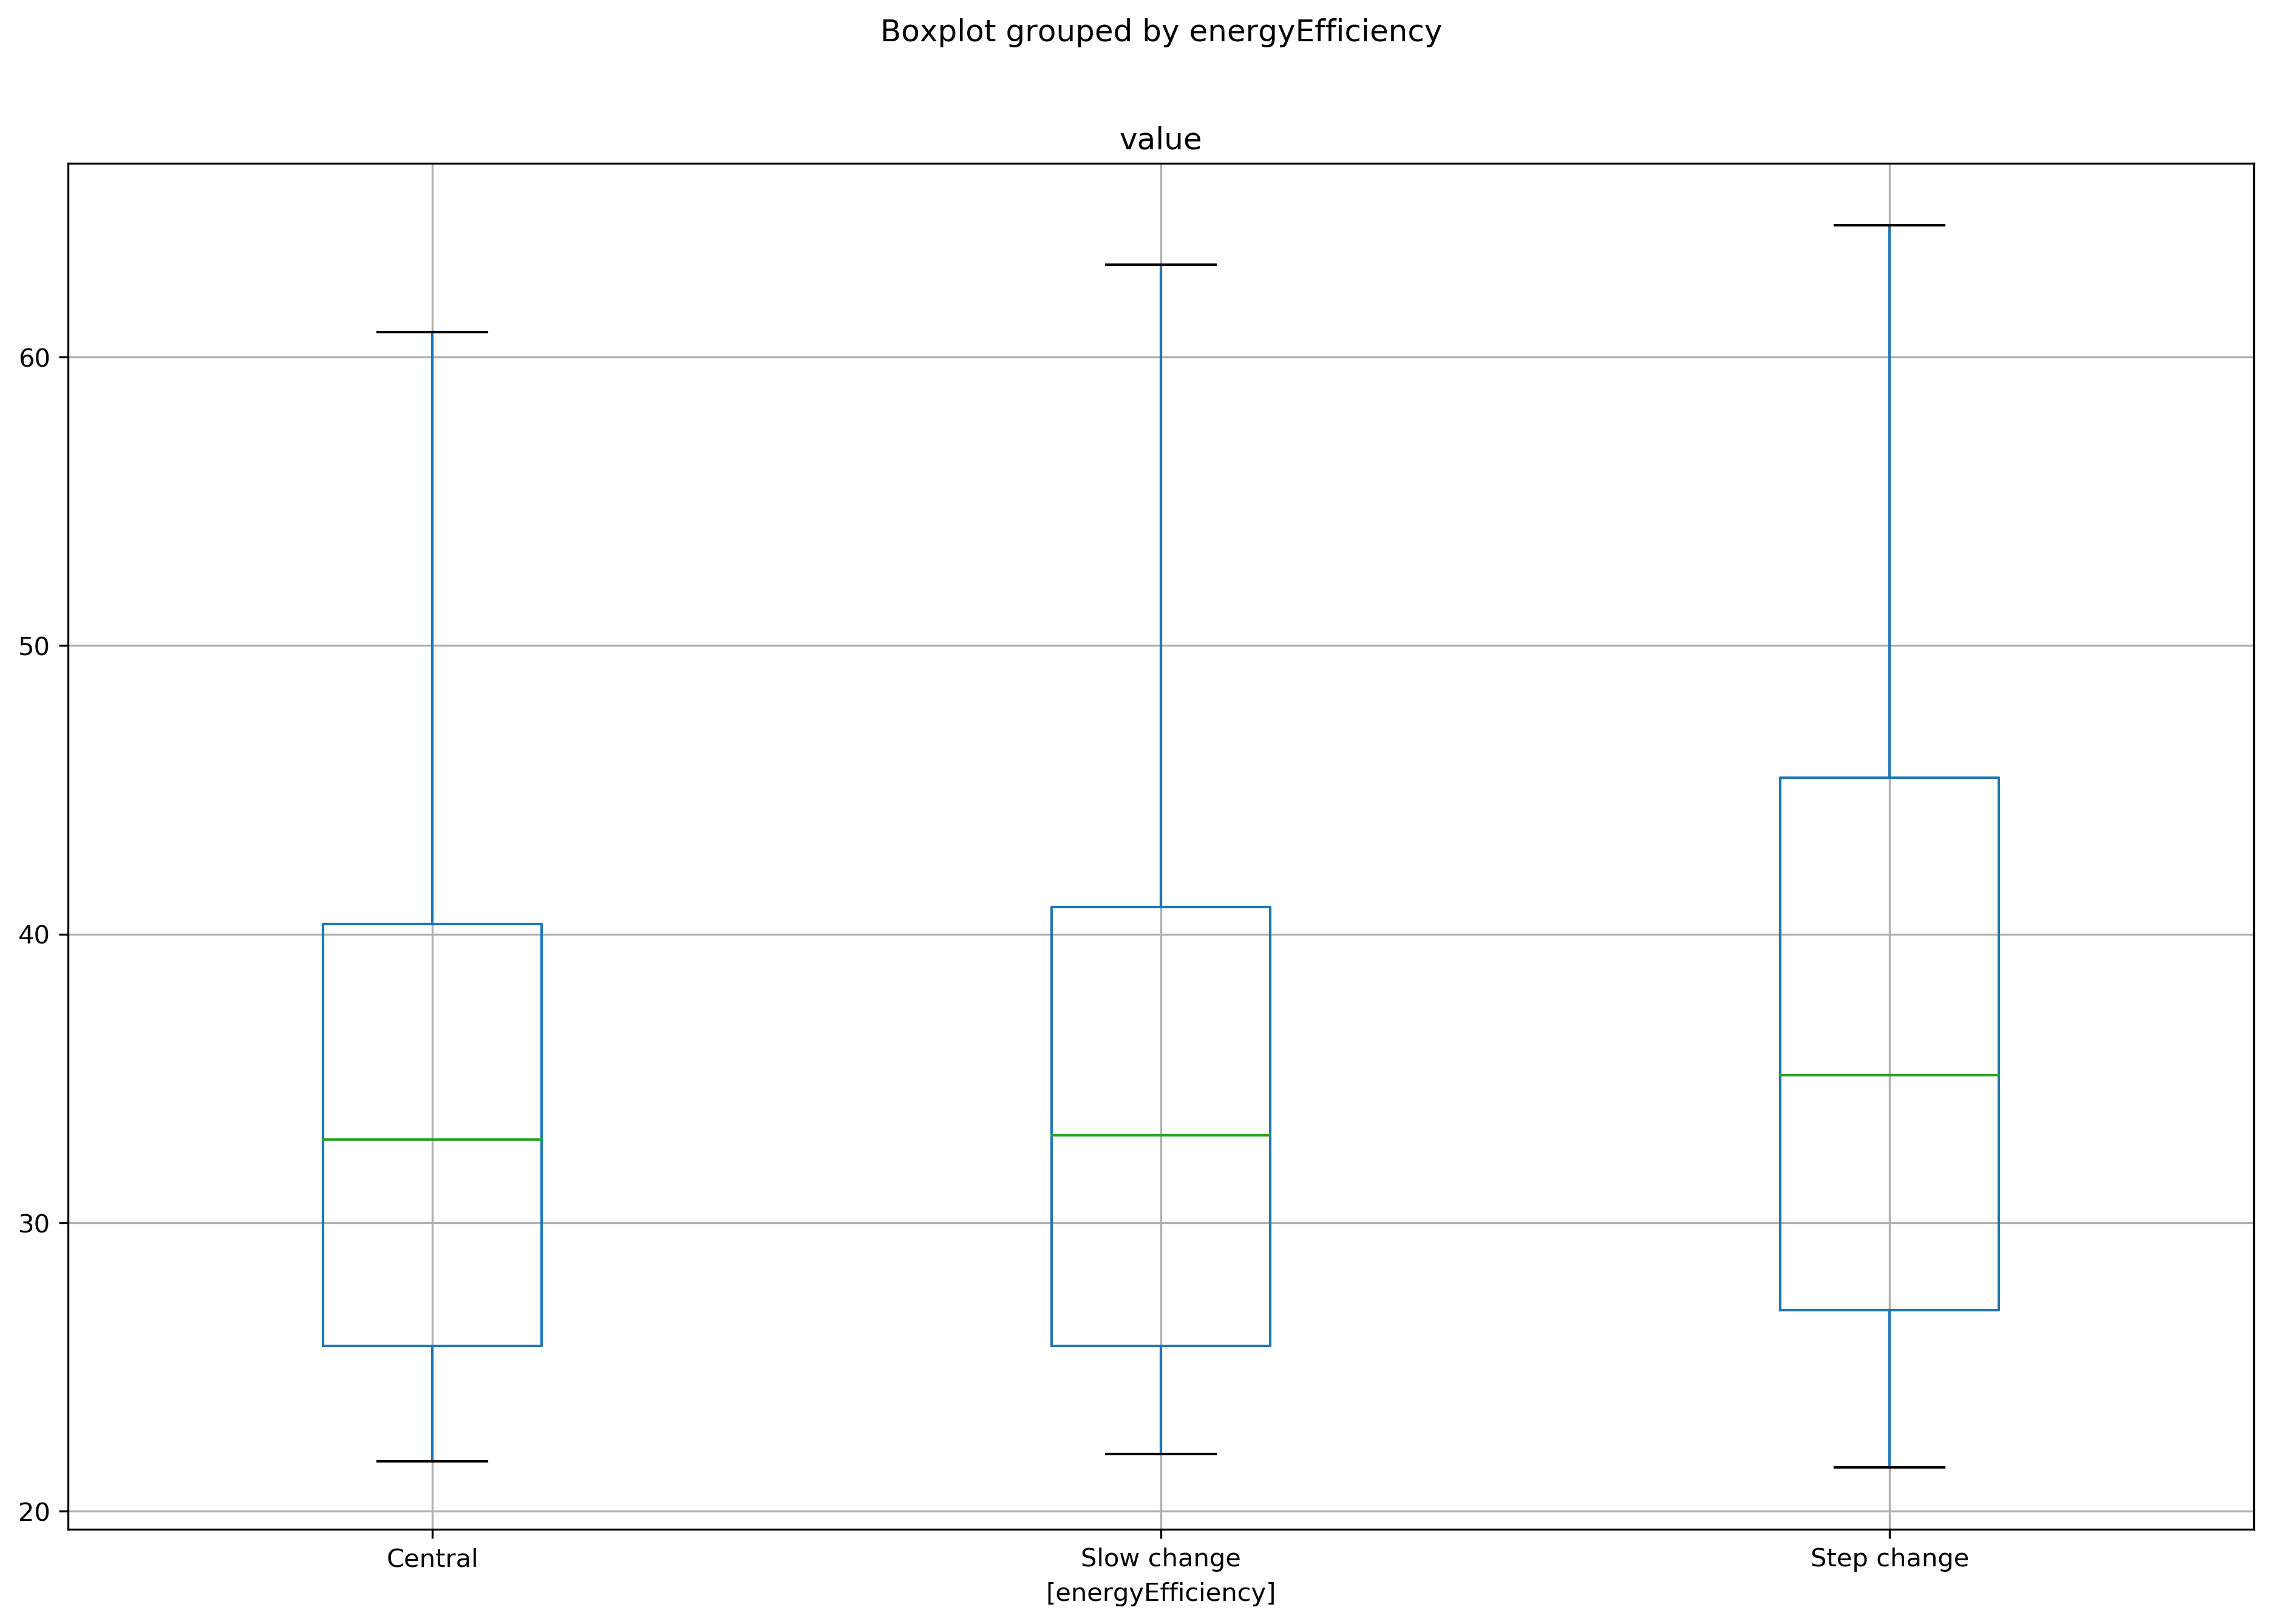 Boxplot grouped by energyEfficiency
value
60
50
40
30
20
Central
Slow change
Step change
[energyEfficiency]